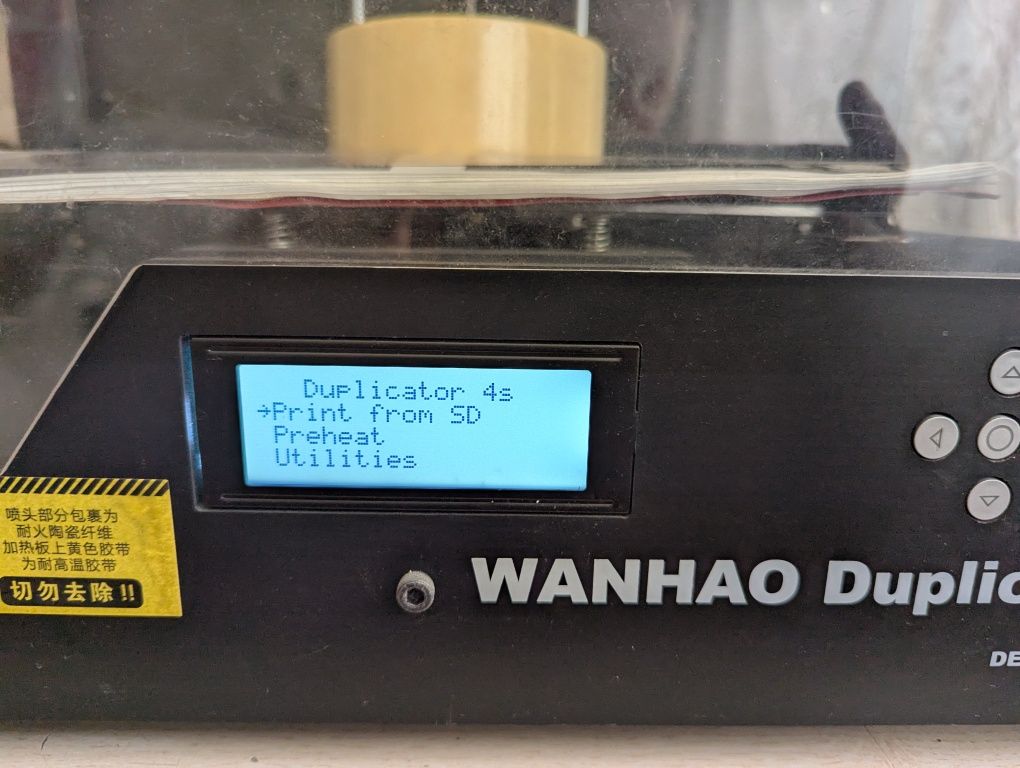 Duplicator 4s
→Print from SD
Preheat
Utilities
喷头部分包裹为
耐火陶瓷纤维
加热板上黄色胶带
为耐高温胶带
切勿去除!!
WANHAO Duplic
DE